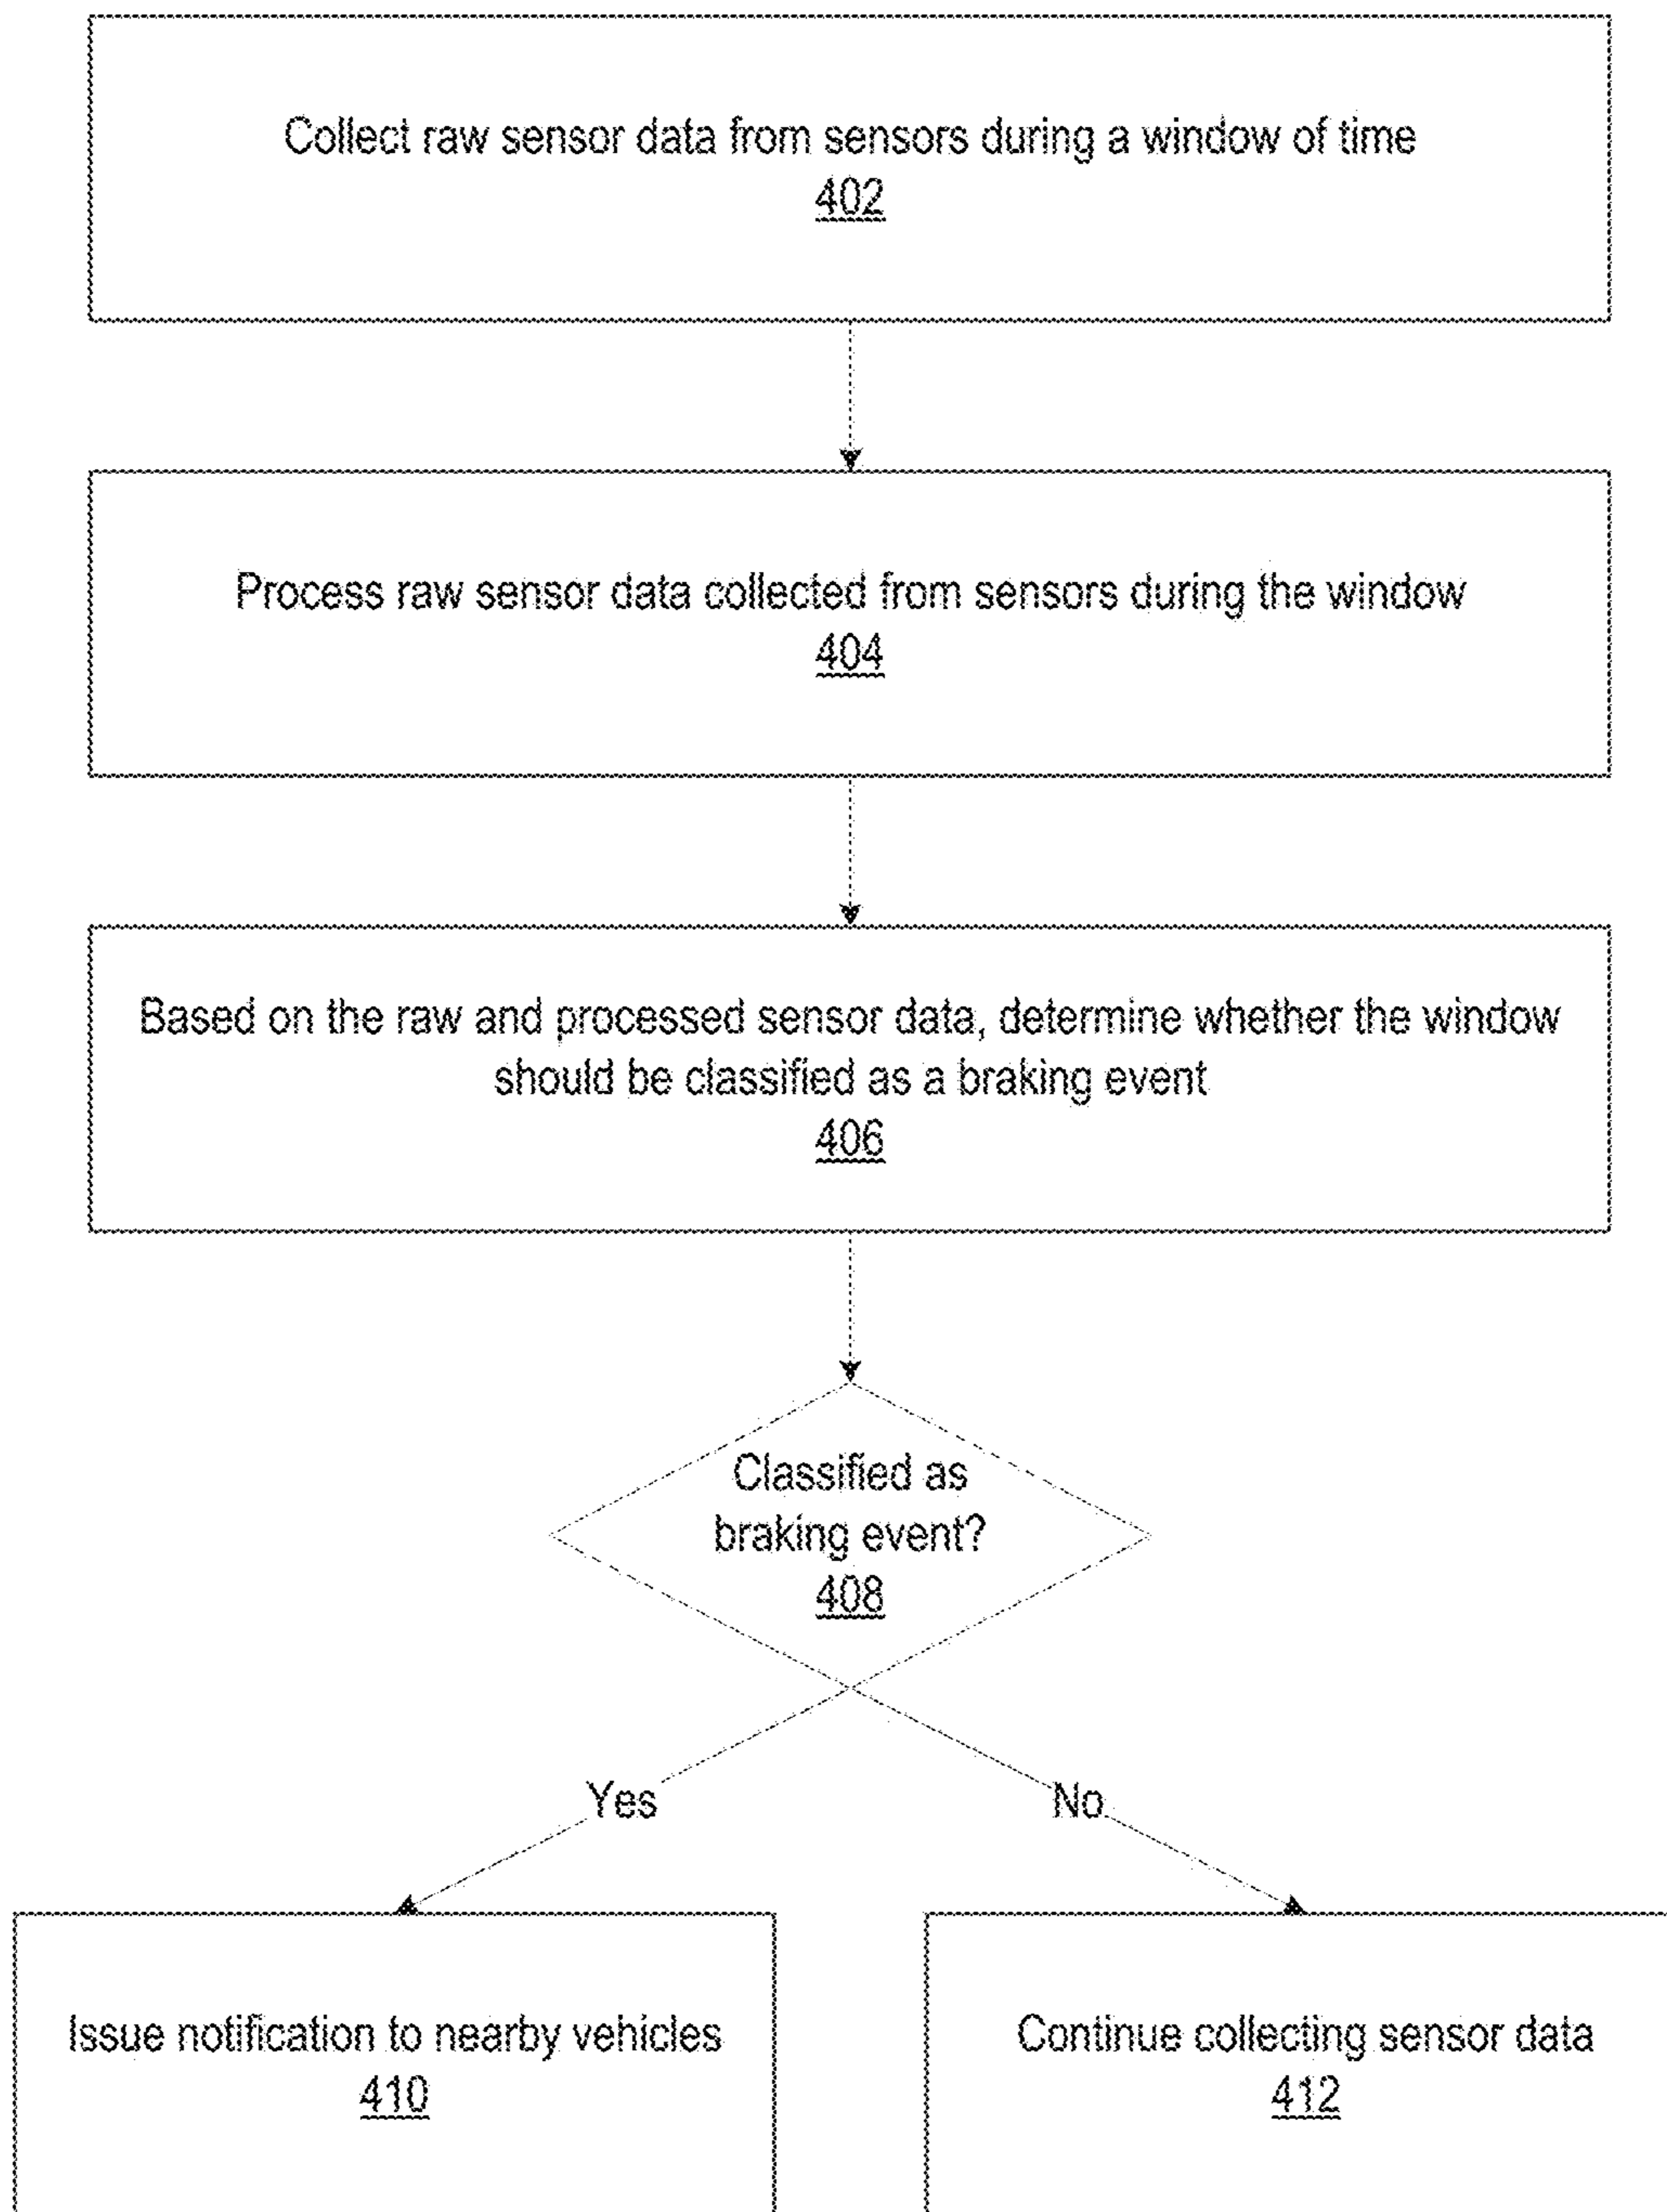 Collect raw sensor data from sensors during a window of time
402
Process raw sensor data collected from sensors during the window
404
Based on the raw and processed sensor data, determine whether the window
should be classified as a braking event
406
Classified as
braking event?
408
Yes
No
Issue notification to nearby vehicles
410
Continue collecting sensor data
412